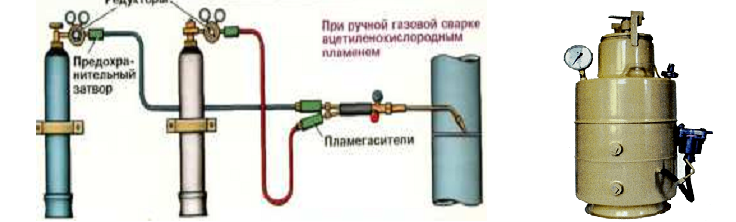 Редукторы
При ручной газовой сварке
ацетиленокислородным
пламенем
Предохра-
нительный
затвор
Пламегасители